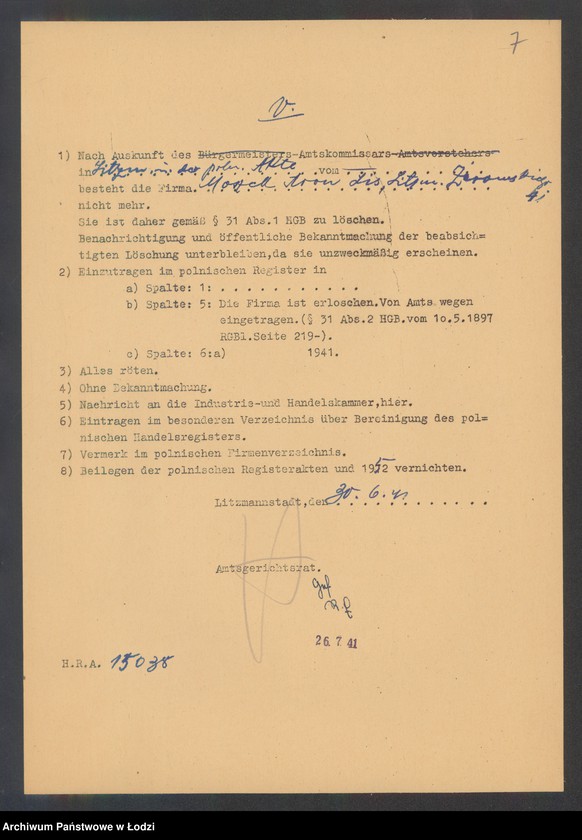 7
V.
1) Nach Auskunft des Bürgermeisters-Amtskommissars-Amtsvorstehers
in Litzm. in der poln. Akte vom
besteht die Firma. Moszek Aron Lis, Litzm.
41
nicht mehr.
Sie ist daher gemäß § 31 Abs.1 HGB zu löschen.
Benachrichtigung und öffentliche Bekanntmachung der beabsich=
tigten Löschung unterbleiben,da sie unzweckmäßig erscheinen.
2) Einzutragen im polnischen Register in
a) Spalte: 1: . . . . . . . . . . .
b) Spalte: 5: Die Firma ist erloschen.Von Amts wegen
eingetragen.(§ 31 Abs.2 HGB.vom 10.5.1897
RGBl.Seite 219-).
c) Spalte: 6:a) 1941.
3) Alles röten.
4) Ohne Bekanntmachung.
5) Nachricht an die Industrie-und Handelskammer,hier.
6) Eintragen im besonderen Verzeichnis über Bereinigung des pol=
nischen Handelsregisters.
7) Vermerk im polnischen Firmenverzeichnis.
8) Beilegen der polnischen Registerakten und 1952 vernichten.
Litzmannstadt,den 30. 6. 41
Amtsgerichtsrat.
26.7.41
H.R.A. 15038
Archiwum Państwowe w Łodzi